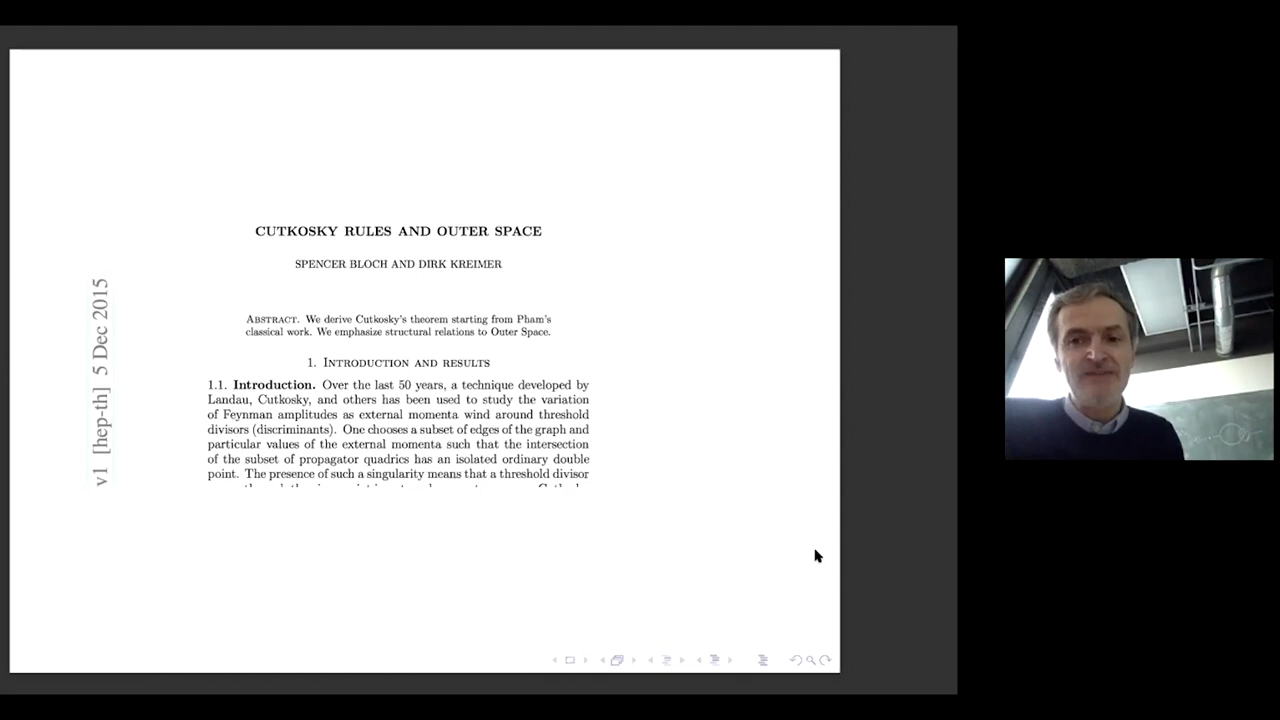 CUTKOSKY RULES AND OUTER SPACE
SPENCER BLOCH AND DIRK KREIMER
ABSTRACT. We derive Cutkosky's theorem starting from Pham's
classical work. We emphasize structural relations to Outer Space.
1. INTRODUCTION AND RESULTS
1.1. Introduction. Over the last 50 years, a technique developed by
Landau, Cutkosky, and others has been used to study the variation
of Feynman amplitudes as external momenta wind around threshold
divisors (discriminants). One chooses a subset of edges of the graph and
particular values of the external momenta such that the intersection
of the subset of propagator quadrics has an isolated ordinary double
point. The presence of such a singularity means that a threshold divisor
v1 [hep-th] 5 Dec 2015